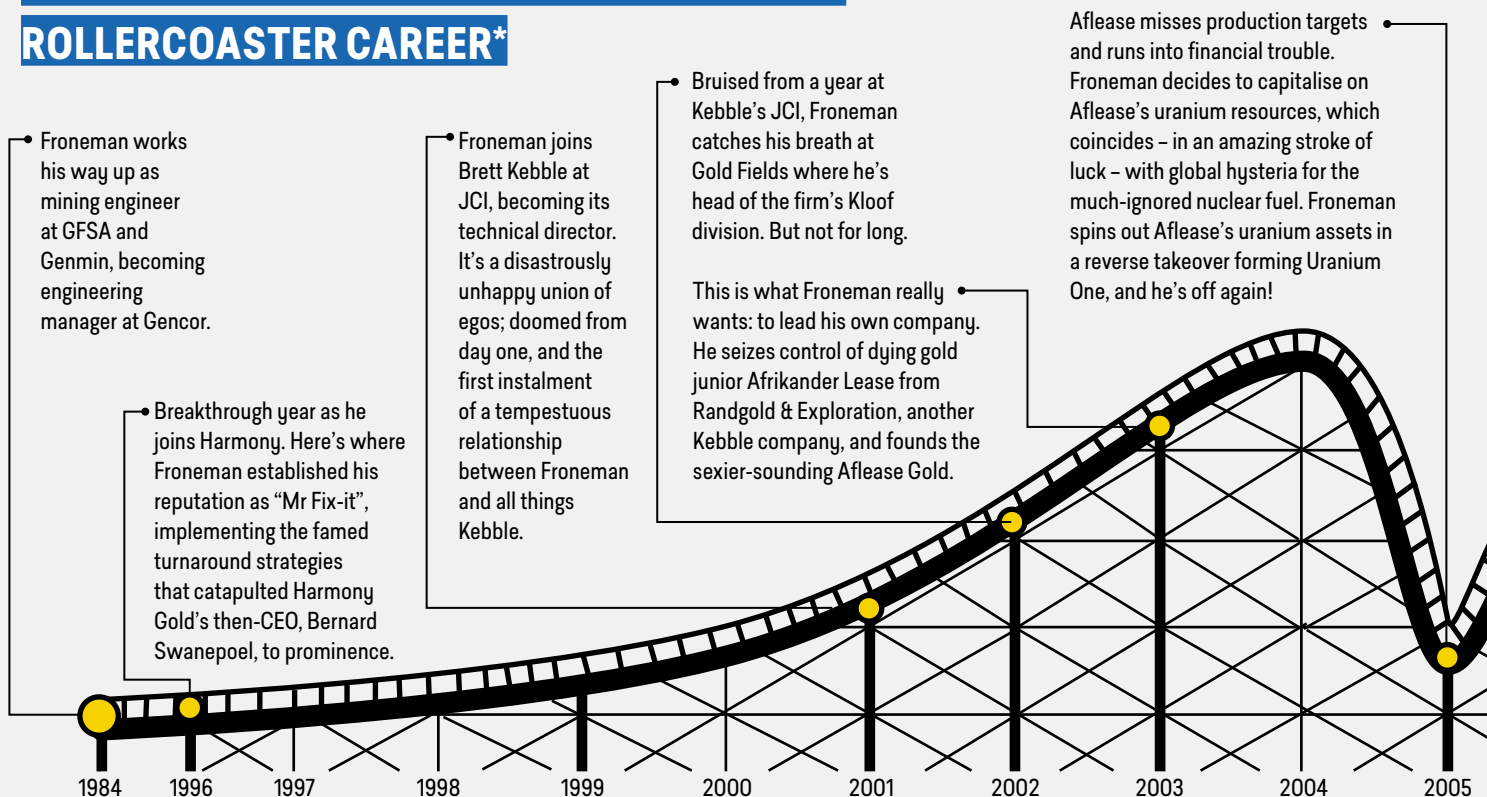 ROLLERCOASTER CAREER*
Froneman works
his way up as
mining engineer
at GFSA and
Genmin, becoming
engineering
manager at Gencor.
Breakthrough year as he
joins Harmony. Here’s where
Froneman established his
reputation as “Mr Fix-it”,
implementing the famed
turnaround strategies
that catapulted Harmony
Gold’s then-CEO, Bernard
Swanepoel, to prominence.
Froneman joins
Brett Kebble at
JCI, becoming its
technical director.
It’s a disastrously
unhappy union of
egos; doomed from
day one, and the
first instalment
of a tempestuous
relationship
between Froneman
and all things
Kebble.
Bruised from a year at
Kebble’s JCI, Froneman
catches his breath at
Gold Fields where he’s
head of the firm’s Kloof
division. But not for long.
This is what Froneman really
wants: to lead his own company.
He seizes control of dying gold
junior Afrikander Lease from
Randgold & Exploration, another
Kebble company, and founds the
sexier-sounding Aflease Gold.
Aflease misses production targets
and runs into financial trouble.
Froneman decides to capitalise on
Aflease’s uranium resources, which
coincides – in an amazing stroke of
luck – with global hysteria for the
much-ignored nuclear fuel. Froneman
spins out Aflease’s uranium assets in
a reverse takeover forming Uranium
One, and he’s off again!
1984 1996 1997 1998 1999 2000 2001 2002 2003 2004 2005